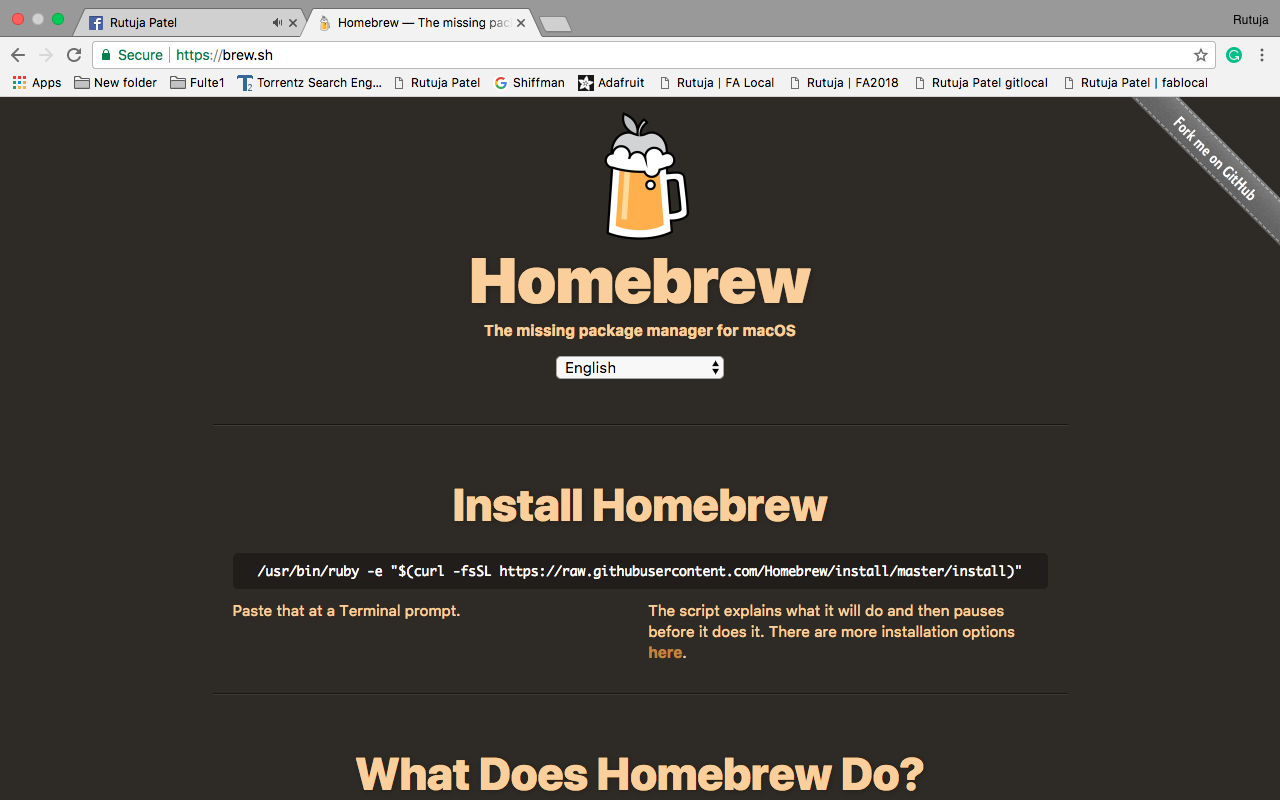 Rutuja Patel
Homebrew — The missing pac
Rutuja
Secure
https://brew.sh
Apps
New folder
Fulte1
Torrentz Search Eng...
Rutuja Patel
Shiffman
Adafruit
Rutuja | FA Local
Rutuja | FA2018
Rutuja Patel gitlocal
Rutuja Patel | fablocal
Fork me on GitHub
Homebrew
The missing package manager for macOS
English
Install Homebrew
/usr/bin/ruby -e "$(curl -fsSL https://raw.githubusercontent.com/Homebrew/install/master/install)"
Paste that at a Terminal prompt.
The script explains what it will do and then pauses
before it does it. There are more installation options
here.
What Does Homebrew Do?